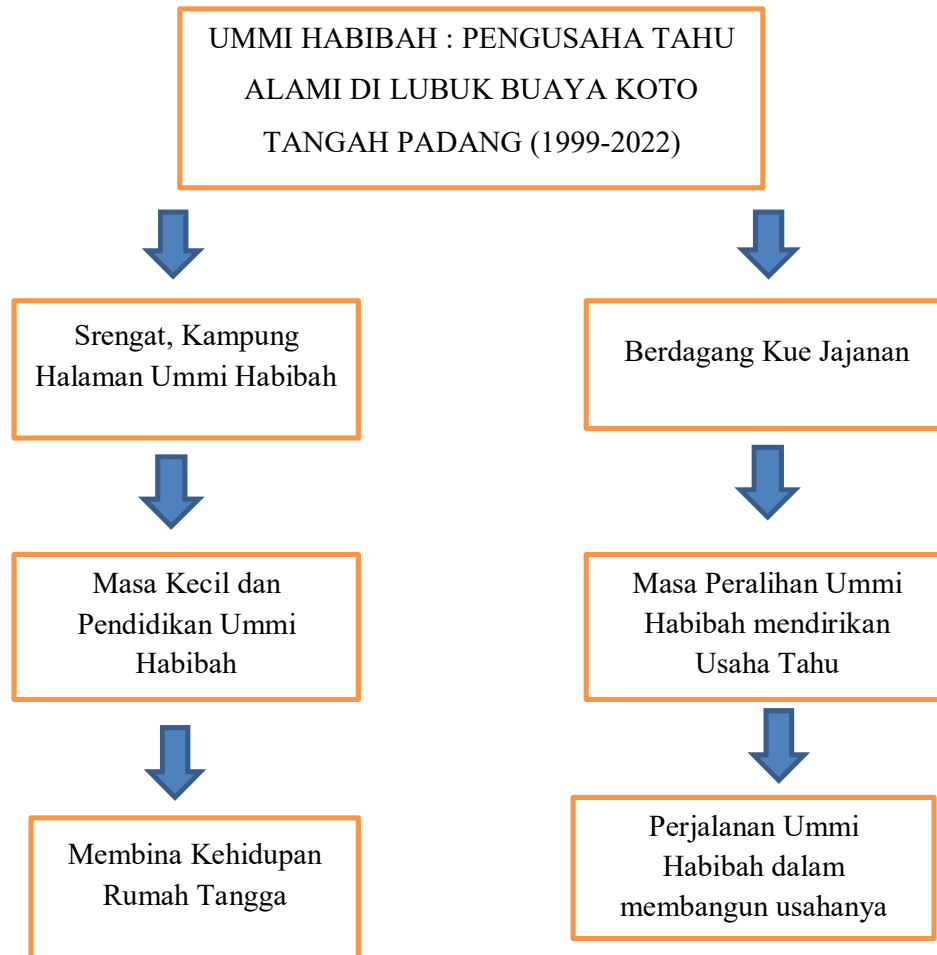 UMMI HABIBAH : PENGUSAHA TAHU
ALAMI DI LUBUK BUAYA KOTO
TANGAH PADANG (1999-2022)
Srengat, Kampung
Halaman Ummi Habibah
Berdagang Kue Jajanan
Masa Kecil dan
Pendidikan Ummi
Habibah
Masa Peralihan Ummi
Habibah mendirikan
Usaha Tahu
Membina Kehidupan
Rumah Tangga
Perjalanan Ummi
Habibah dalam
membangun usahanya